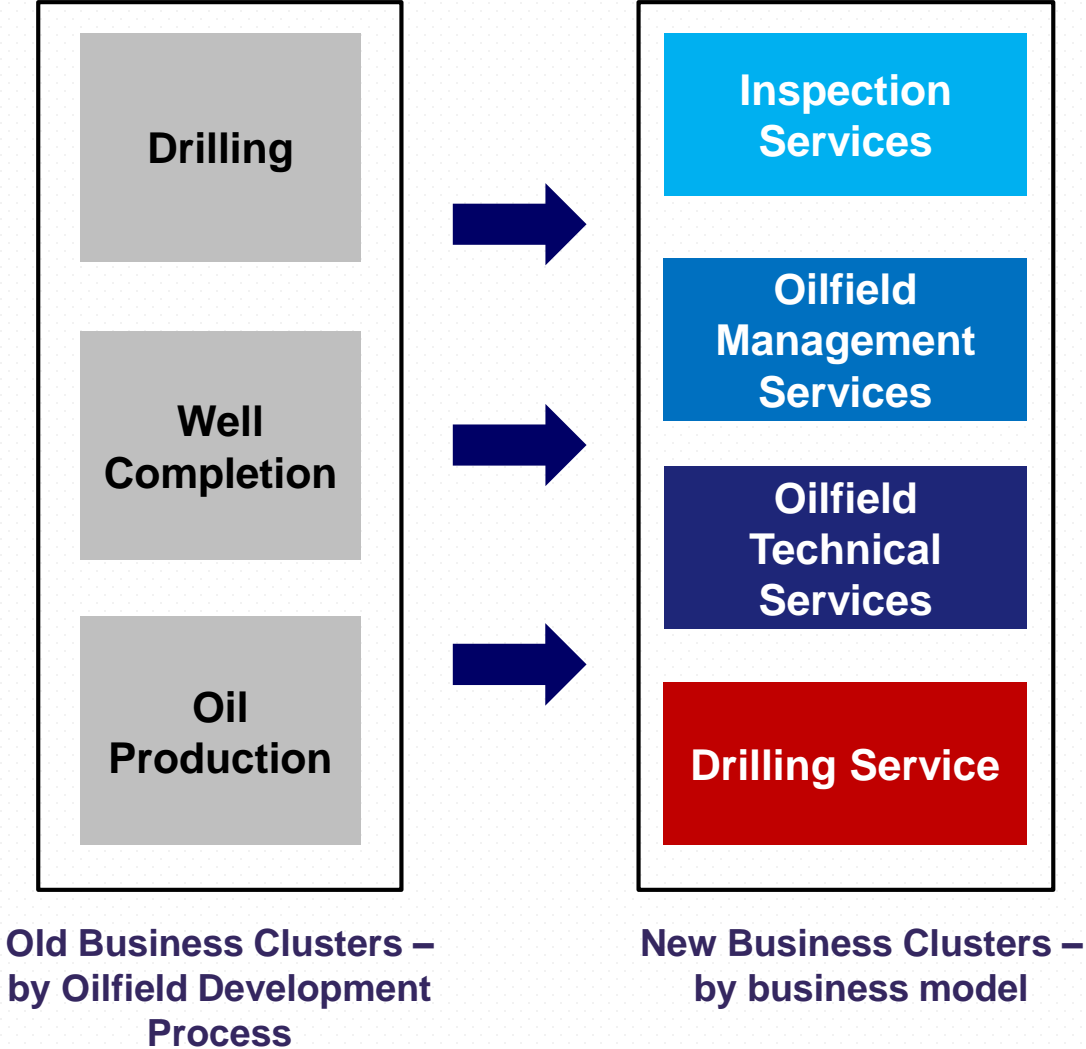 Drilling
Well
Completion
Oil
Production
Old Business Clusters –
by Oilfield Development
Process
Inspection
Services
Oilfield
Management
Services
Oilfield
Technical
Services
Drilling Service
New Business Clusters –
by business model